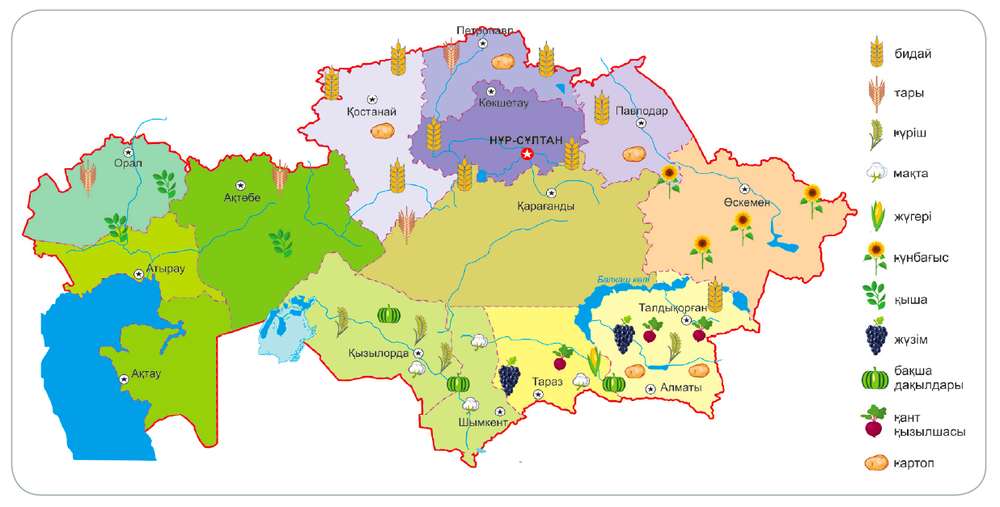 Петропавл
Көкшетау
Қостанай
Павлодар
НҰР-СҰЛТАН
Орал
Ақтөбе
Қарағанды
Өскемен
Атырау
Балқаш көлі
Талдықорған
Қызылорда
Ақтау
Тараз
Алматы
Шымкент
бидай
тары
күріш
мақта
жүгері
күнбағыс
қыша
жүзім
бақша
дақылдары
қант
қызылшасы
картоп